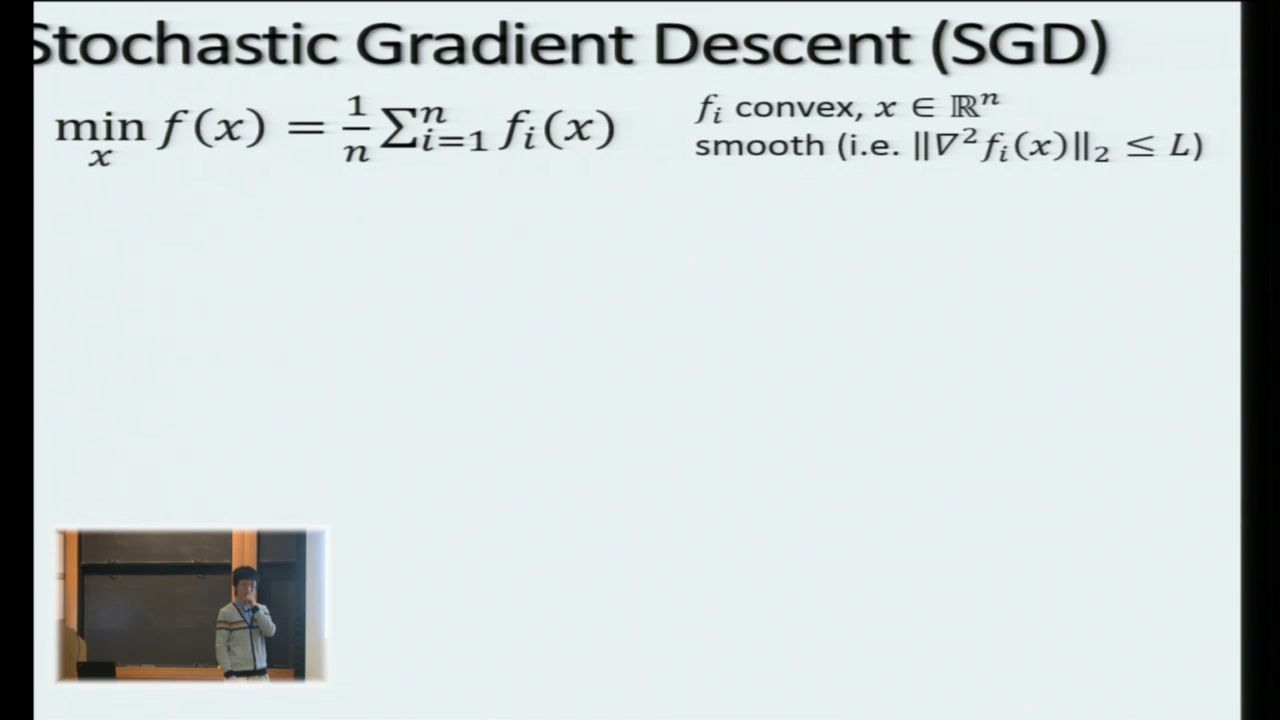 Stochastic Gradient Descent (SGD)
min_x f(x) = 1/n ∑_{i=1}^n f_i(x)
f_i convex, x ∈ ℝ^n
smooth (i.e. ‖∇²f_i(x)‖₂ ≤ L)